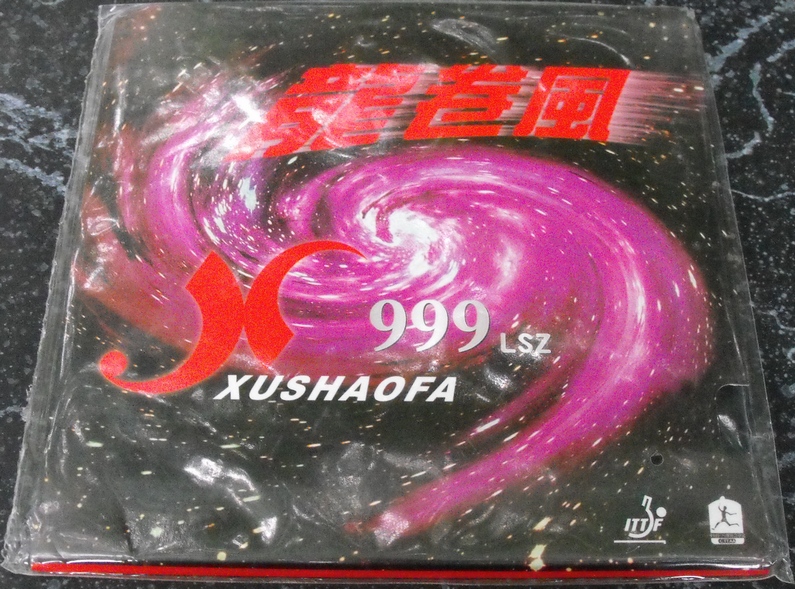 龍卷風
999 LSZ
XUSHAOFA
ITTF